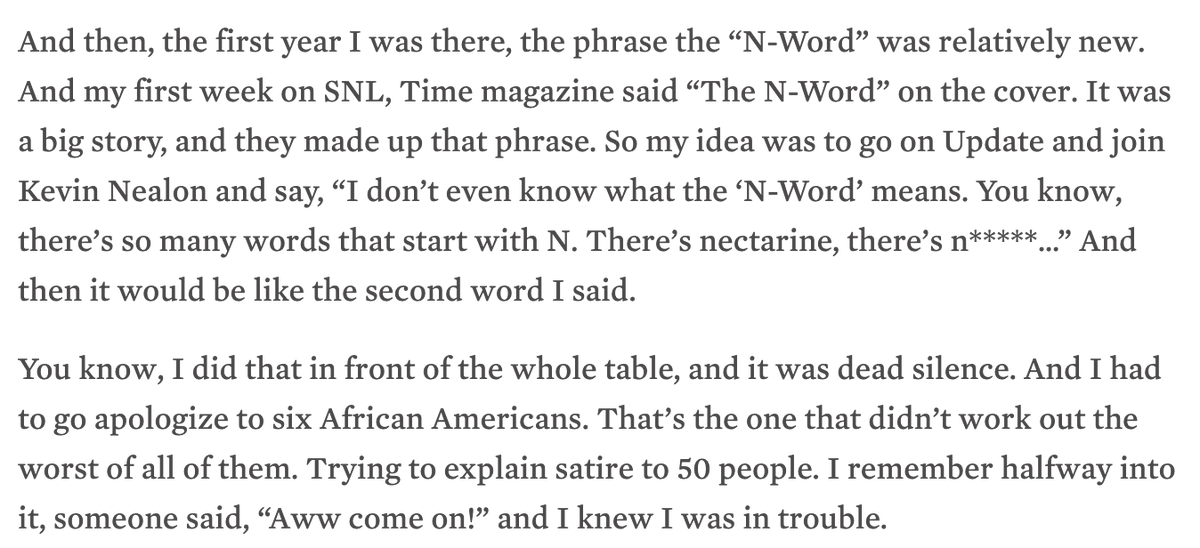 And then, the first year I was there, the phrase the “N-Word” was relatively new.
And my first week on SNL, Time magazine said “The N-Word” on the cover. It was
a big story, and they made up that phrase. So my idea was to go on Update and join
Kevin Nealon and say, “I don’t even know what the ‘N-Word’ means. You know,
there’s so many words that start with N. There’s nectarine, there’s n*****...” And
then it would be like the second word I said.
You know, I did that in front of the whole table, and it was dead silence. And I had
to go apologize to six African Americans. That’s the one that didn’t work out the
worst of all of them. Trying to explain satire to 50 people. I remember halfway into
it, someone said, “Aww come on!” and I knew I was in trouble.